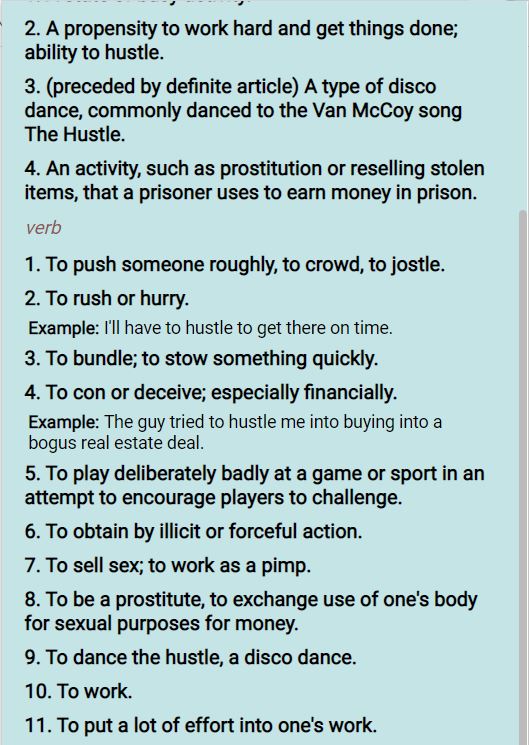 2. A propensity to work hard and get things done;
ability to hustle.
3. (preceded by definite article) A type of disco
dance, commonly danced to the Van McCoy song
The Hustle.
4. An activity, such as prostitution or reselling stolen
items, that a prisoner uses to earn money in prison.
verb
1. To push someone roughly, to crowd, to jostle.
2. To rush or hurry.
Example: I'll have to hustle to get there on time.
3. To bundle; to stow something quickly.
4. To con or deceive; especially financially.
Example: The guy tried to hustle me into buying into a
bogus real estate deal.
5. To play deliberately badly at a game or sport in an
attempt to encourage players to challenge.
6. To obtain by illicit or forceful action.
7. To sell sex; to work as a pimp.
8. To be a prostitute, to exchange use of one's body
for sexual purposes for money.
9. To dance the hustle, a disco dance.
10. To work.
11. To put a lot of effort into one's work.